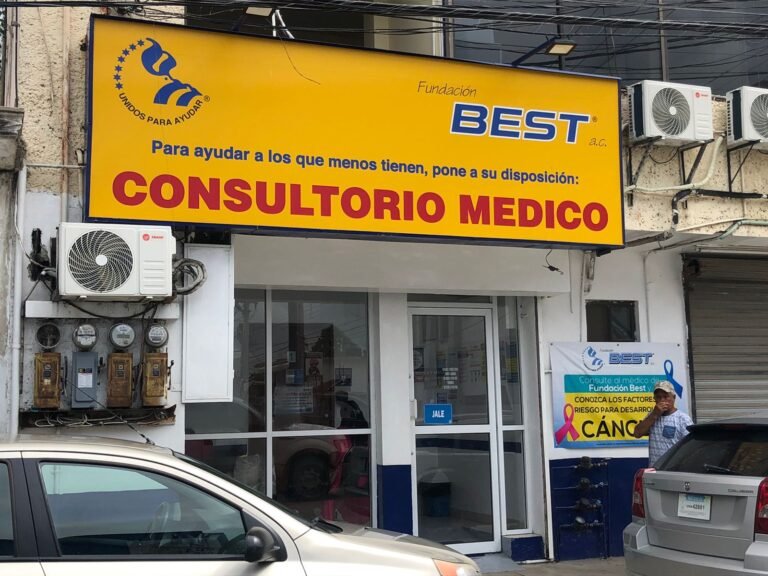 UNIDOS PARA AYUDAR
Fundación
BEST
a.c.
Para ayudar a los que menos tienen, pone a su disposición:
CONSULTORIO MEDICO
JALE
BEST
Consulte al médico de
Fundación Best
CONOZCA LOS FACTORES
RIESGO PARA DESARRO
CÁNC